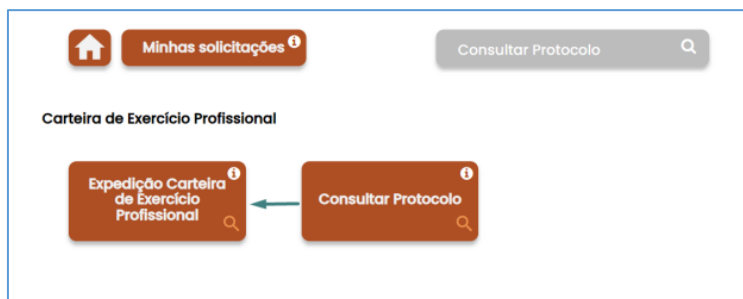 Minhas solicitações
Consultar Protocolo
Carteira de Exercício Profissional
Expedição Carteira
de Exercício
Profissional
Consultar Protocolo